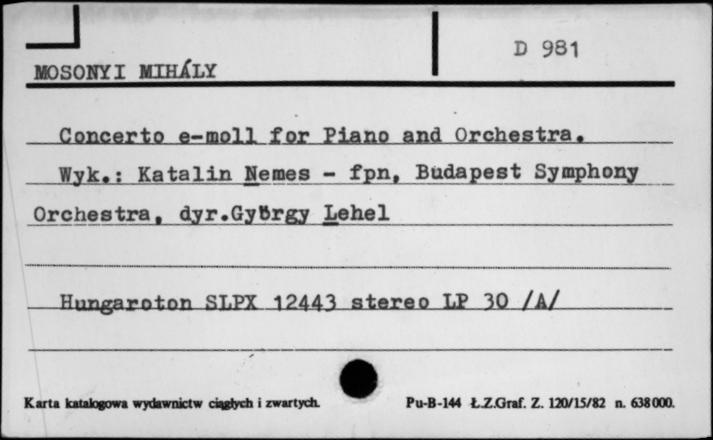 D 981
MOSONYI MIHÁLY
Concerto e-moll for Piano and Orchestra.
Wyk.: Katalin Nemes - fpn, Budapest Symphony
Orchestra, dyr.György Lehel
Hungaroton SLPX 12443 stereo LP 30 /A/
Karta katalogowa wydawnictw ciągłych i zwartych.
Pu-B-144 Ł.Z.Graf. Z. 120/15/82 n. 638000.